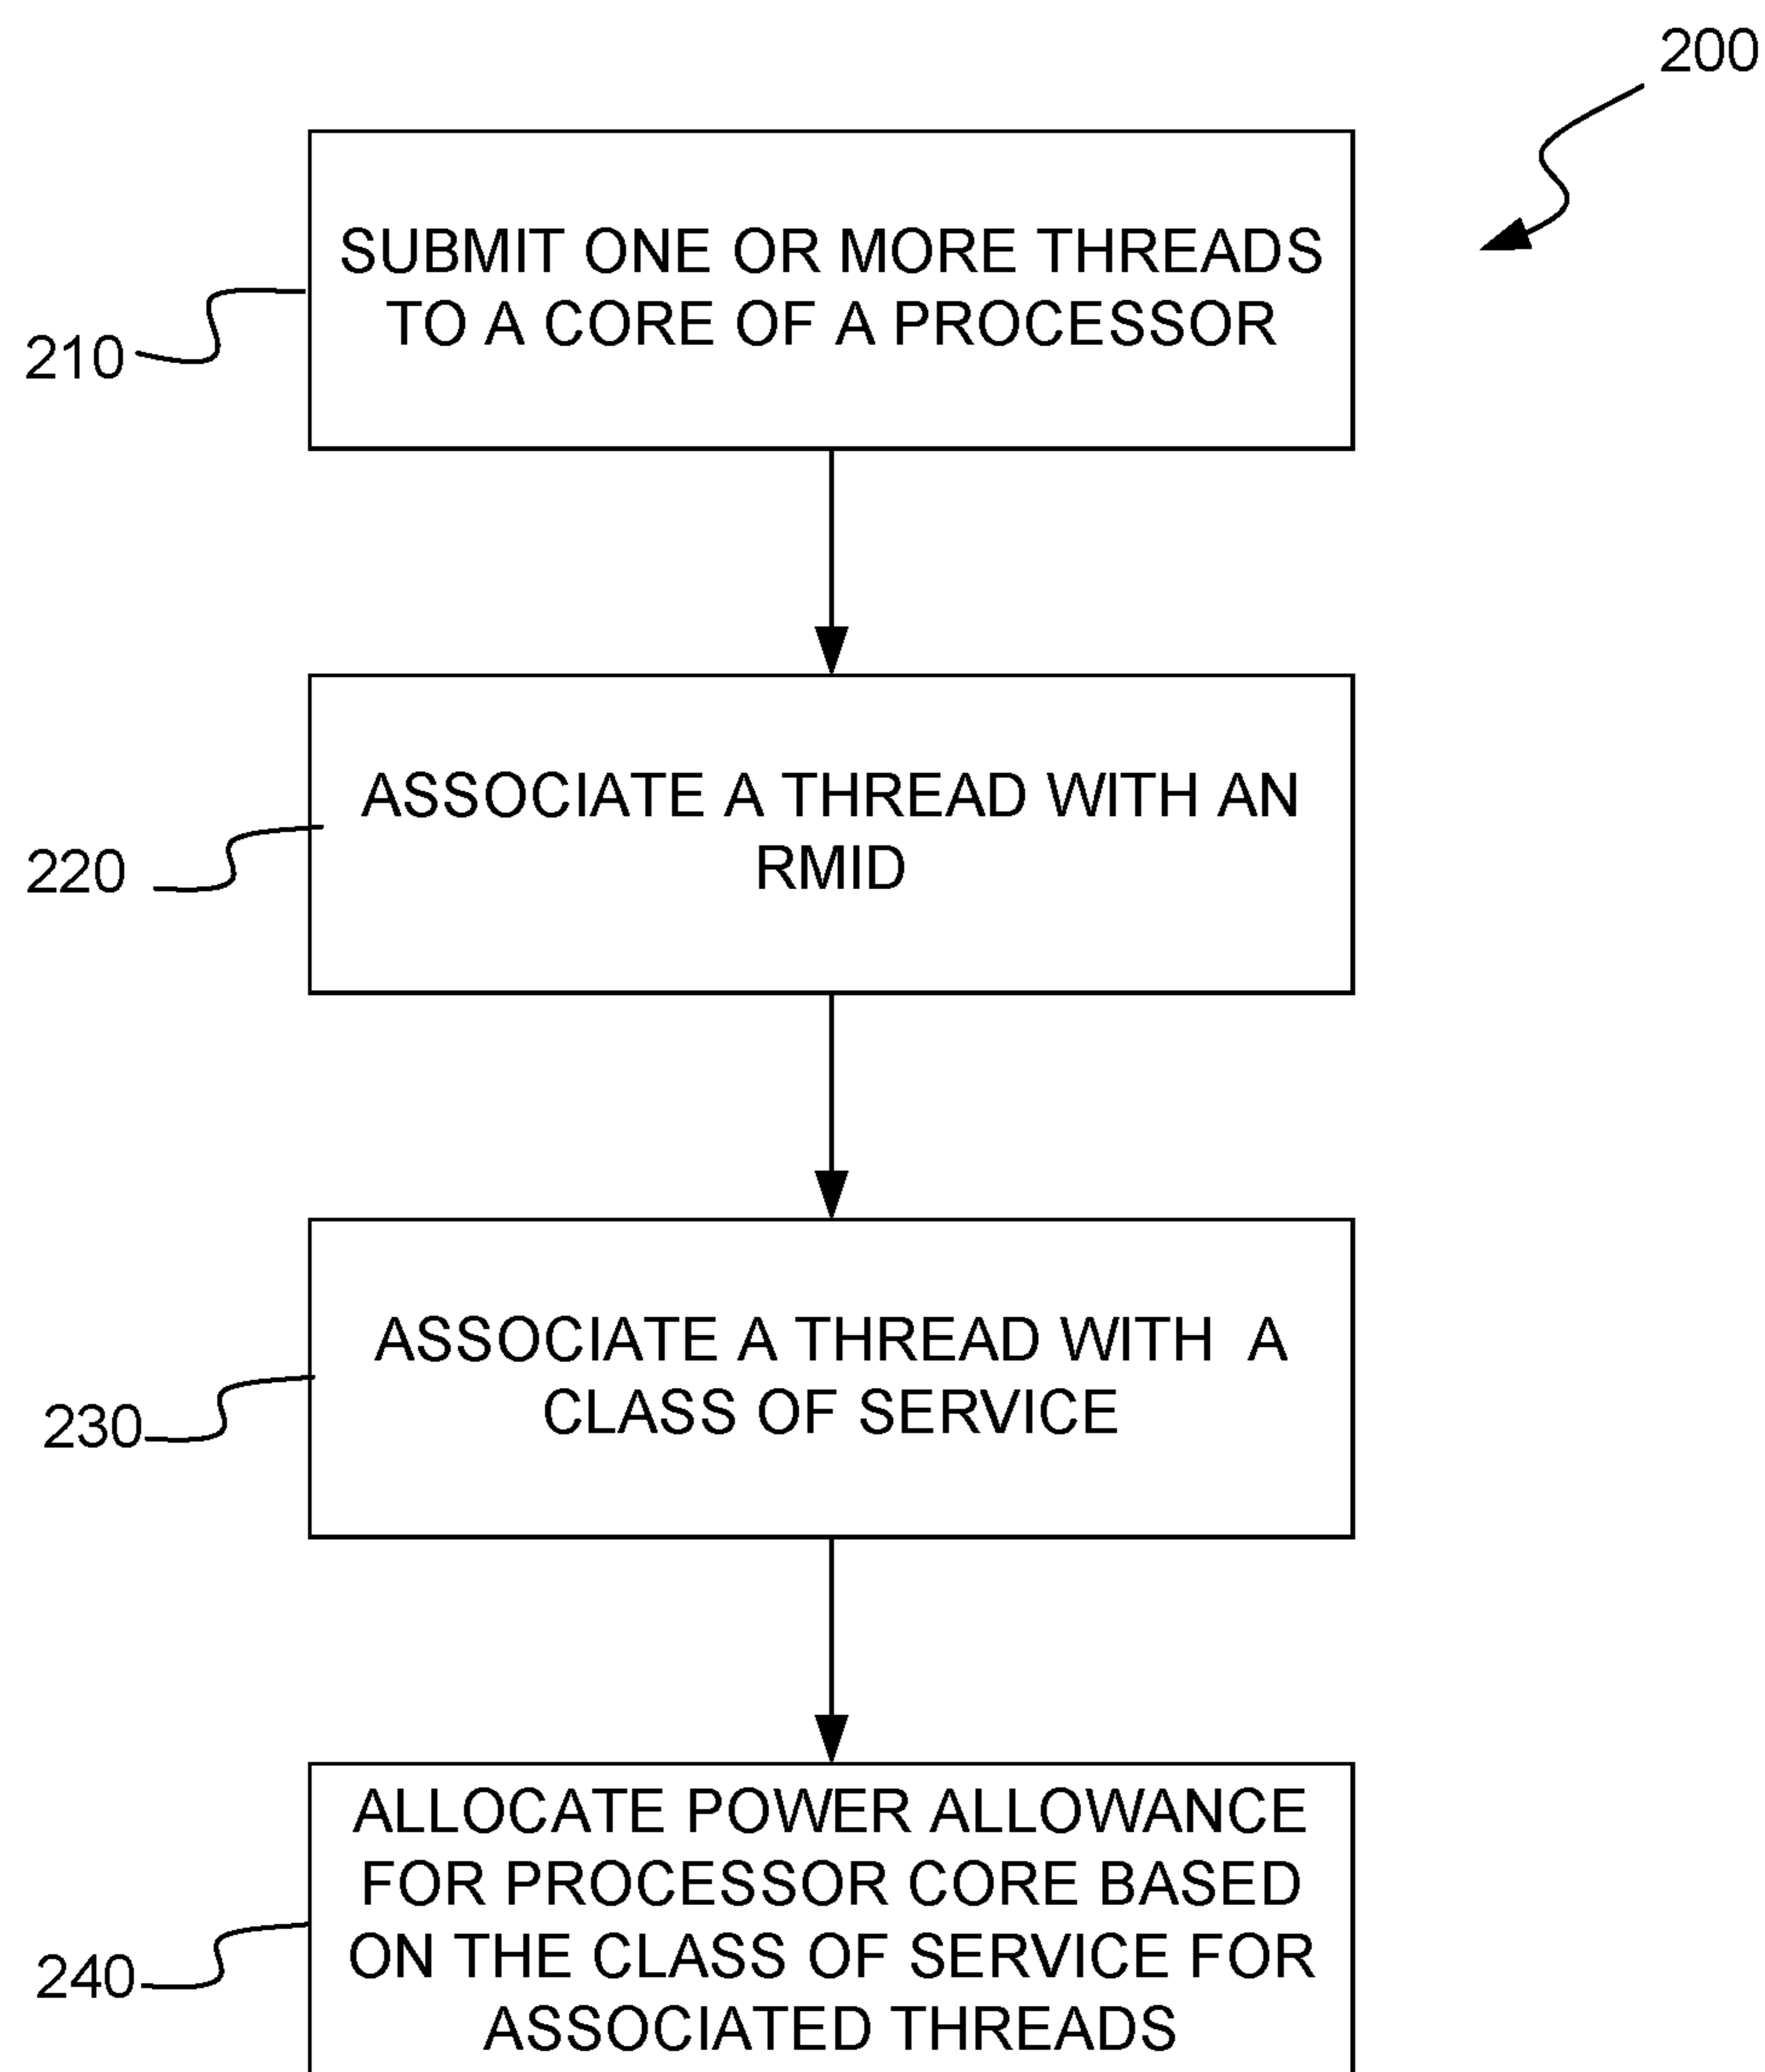 200
SUBMIT ONE OR MORE THREADS
TO A CORE OF A PROCESSOR
210
ASSOCIATE A THREAD WITH AN
RMID
220
ASSOCIATE A THREAD WITH A
CLASS OF SERVICE
230
ALLOCATE POWER ALLOWANCE
FOR PROCESSOR CORE BASED
ON THE CLASS OF SERVICE FOR
ASSOCIATED THREADS
240